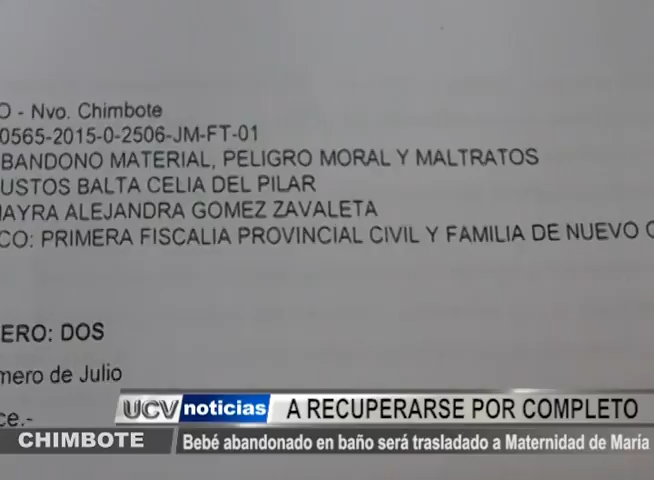 O - Nvo. Chimbote
0565-2015-0-2506-JM-FT-01
BANDONO MATERIAL, PELIGRO MORAL Y MALTRATOS
USTOS BALTA CELIA DEL PILAR
MAYRA ALEJANDRA GOMEZ ZAVALETA
CO: PRIMERA FISCALIA PROVINCIAL CIVIL Y FAMILIA DE NUEVO C
ERO: DOS
mero de Julio
ce.-
UCV noticias A RECUPERARSE POR COMPLETO
CHIMBOTE Bebé abandonado en baño será trasladado a Maternidad de María